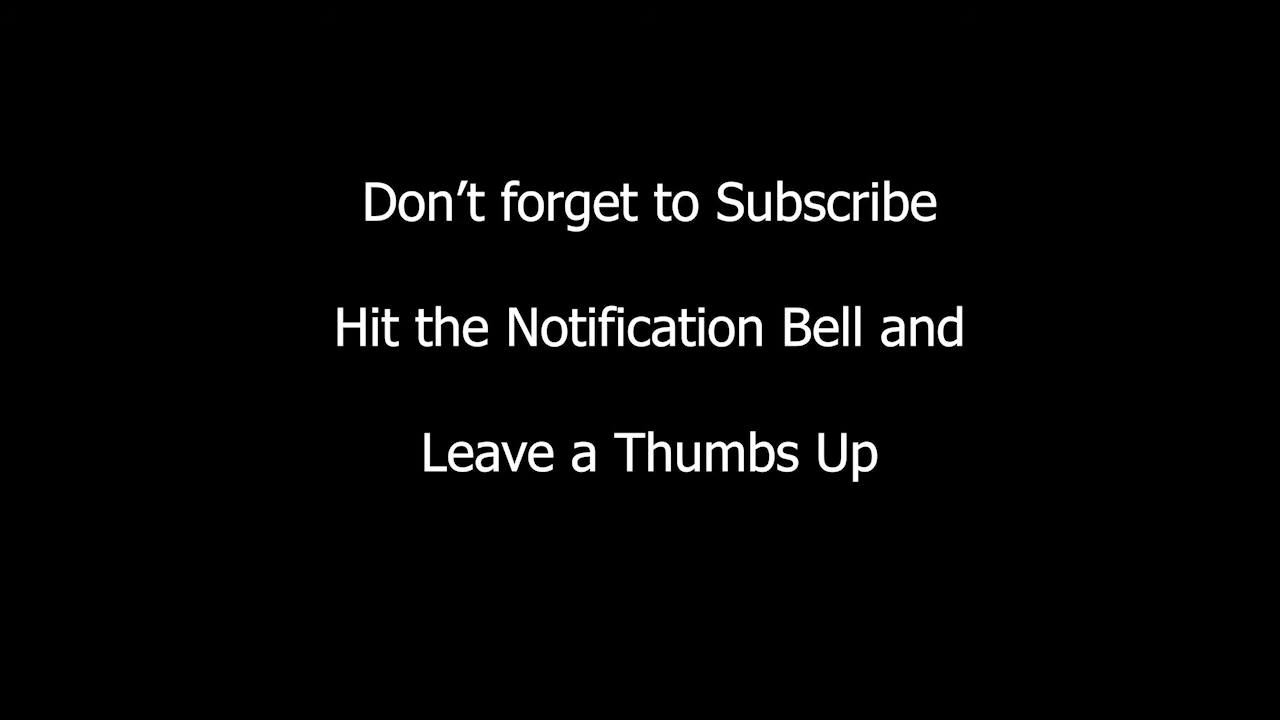 Don’t forget to Subscribe
Hit the Notification Bell and
Leave a Thumbs Up